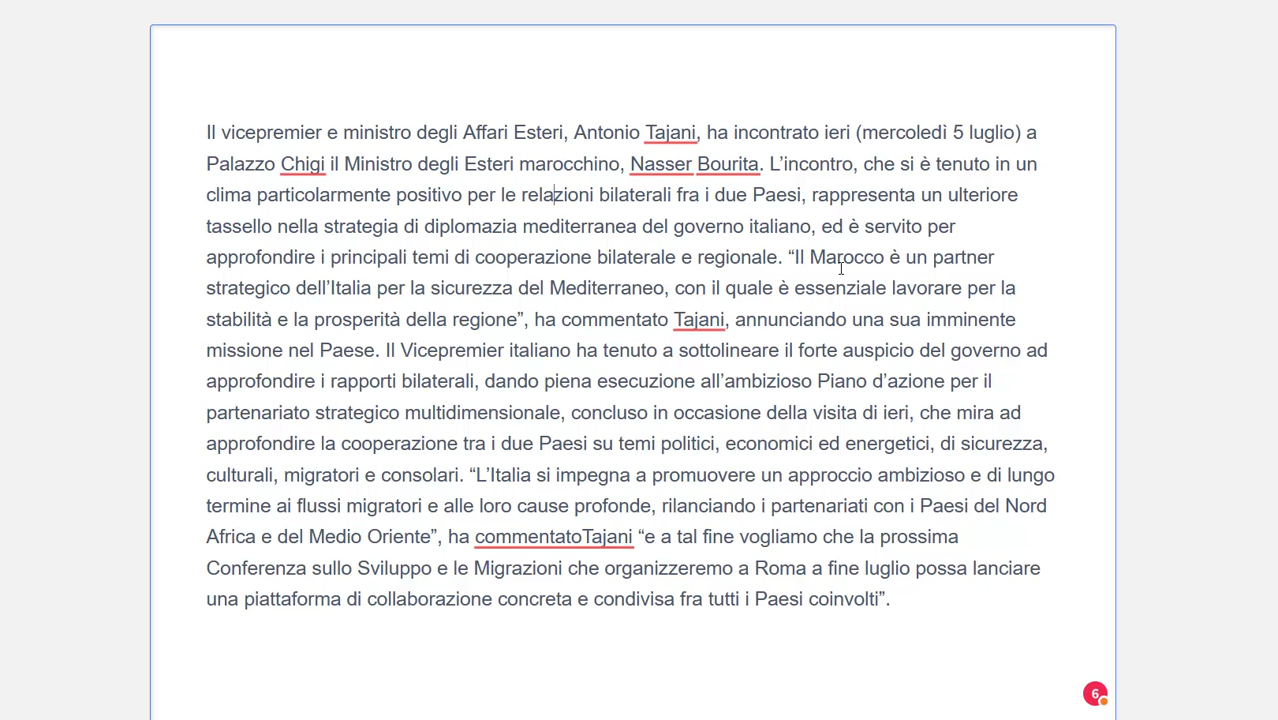 Il vicepremier e ministro degli Affari Esteri, Antonio Tajani, ha incontrato ieri (mercoledì 5 luglio) a
Palazzo Chigi il Ministro degli Esteri marocchino, Nasser Bourita. L’incontro, che si è tenuto in un
clima particolarmente positivo per le relazioni bilaterali fra i due Paesi, rappresenta un ulteriore
tassello nella strategia di diplomazia mediterranea del governo italiano, ed è servito per
approfondire i principali temi di cooperazione bilaterale e regionale. “Il Marocco è un partner
strategico dell’Italia per la sicurezza del Mediterraneo, con il quale è essenziale lavorare per la
stabilità e la prosperità della regione”, ha commentato Tajani, annunciando una sua imminente
missione nel Paese. Il Vicepremier italiano ha tenuto a sottolineare il forte auspicio del governo ad
approfondire i rapporti bilaterali, dando piena esecuzione all’ambizioso Piano d’azione per il
partenariato strategico multidimensionale, concluso in occasione della visita di ieri, che mira ad
approfondire la cooperazione tra i due Paesi su temi politici, economici ed energetici, di sicurezza,
culturali, migratori e consolari. “L’Italia si impegna a promuovere un approccio ambizioso e di lungo
termine ai flussi migratori e alle loro cause profonde, rilanciando i partenariati con i Paesi del Nord
Africa e del Medio Oriente”, ha commentatoTajani “e a tal fine vogliamo che la prossima
Conferenza sullo Sviluppo e le Migrazioni che organizzeremo a Roma a fine luglio possa lanciare
una piattaforma di collaborazione concreta e condivisa fra tutti i Paesi coinvolti”.
6